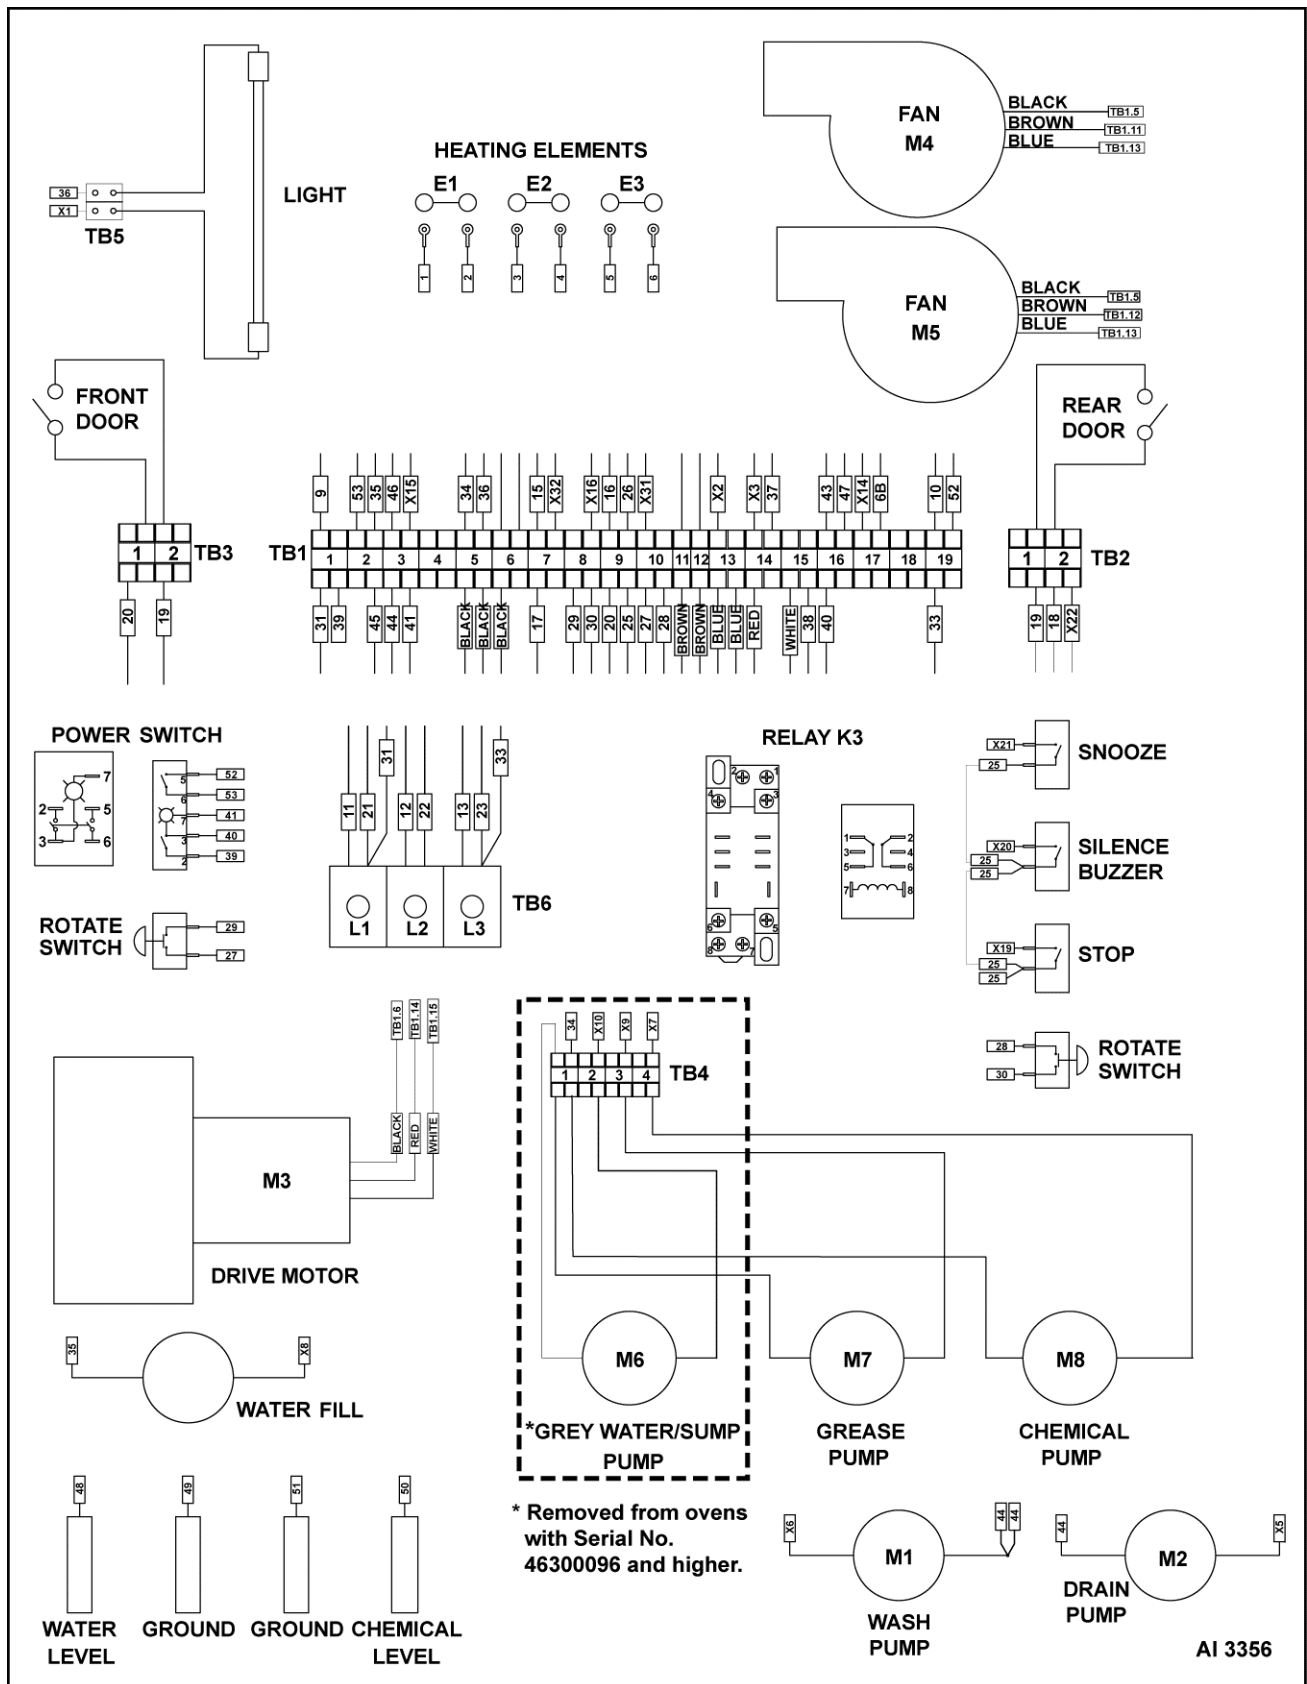 LIGHT
36
X1
TB5
HEATING ELEMENTS
E1 E2 E3
1 2 3 4 5 6
FAN
M4
BLACK TB1.5
BROWN TB1.11
BLUE TB1.13
FAN
M5
BLACK TB1.5
BROWN TB1.12
BLUE TB1.13
FRONT
DOOR
1 2 TB3
20 19
9 53 35 46 X15 34 36 15 X32 X16 16 26 X31 X2 X3 37 43 47 X14 6B 10 52
TB1 1 2 3 4 5 6 7 8 9 10 11 12 13 14 15 16 17 18 19
31 39 45 44 41 BLACK BLACK BLACK 17 29 30 20 25 27 28 BROWN BROWN BLUE BLUE RED WHITE 38 40 33
REAR
DOOR
1 2 TB2
19 18 X22
POWER SWITCH
7
2 5
3 6
5 52
6 53
7 41
3 40
2 39
ROTATE
SWITCH
29
27
11 21 31 12 22 13 23 33
L1 L2 L3
TB6
RELAY K3
2 1
4 3
6 5
8 7
1 2
3 4
5 6
7 8
X21
25
SNOOZE
X20
25
25
SILENCE
BUZZER
X19
25
25
STOP
28
30
ROTATE
SWITCH
TB1.6 TB1.14 TB1.15
BLACK RED WHITE
M3
DRIVE MOTOR
34 X10 X9 X7
1 2 3 4 TB4
M6
*GREY WATER/SUMP
PUMP
M7
GREASE
PUMP
M8
CHEMICAL
PUMP
* Removed from ovens
with Serial No.
46300096 and higher.
35 X8
WATER FILL
48 49 51 50
WATER
LEVEL
GROUND
GROUND
CHEMICAL
LEVEL
X6 M1 44 44
WASH
PUMP
44 M2 X5
DRAIN
PUMP
AI 3356